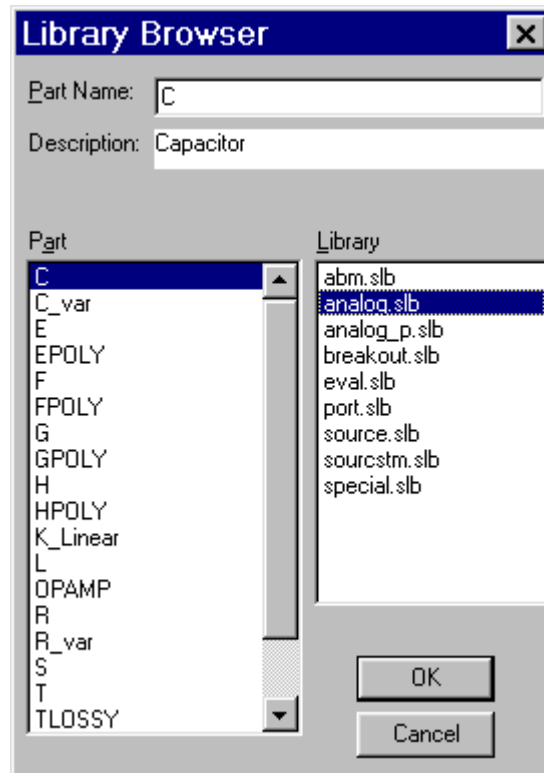 Library Browser
Part Name: C
Description: Capacitor
Part
C
C_var
E
EPOLY
F
FPOLY
G
GPOLY
H
HPOLY
K_Linear
L
OPAMP
R
R_var
S
T
TLOSSY
Library
abm.slb
analog.slb
analog_p.slb
breakout.slb
eval.slb
port.slb
source.slb
sourcstm.slb
special.slb
OK
Cancel